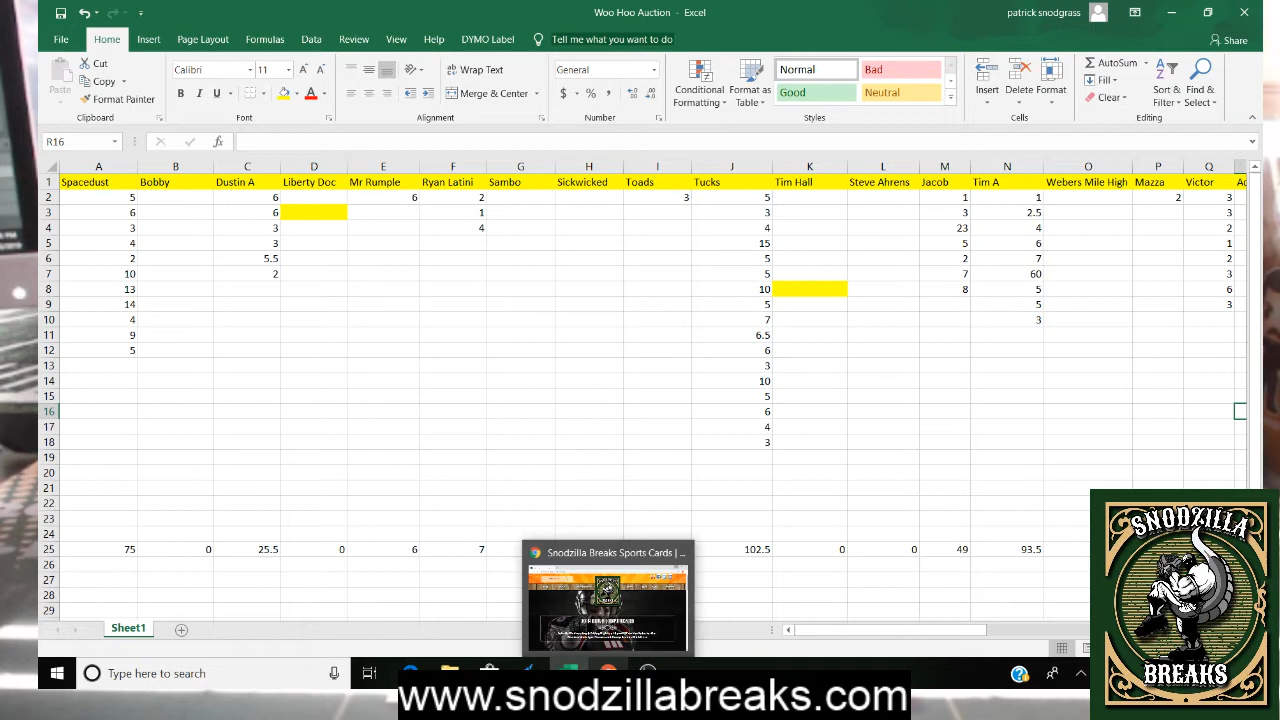 Woo Hoo Auction - Excel
patrick snodgrass
File Home Insert Page Layout Formulas Data Review View Help DYMO Label Tell me what you want to do Share
Paste
Cut
Copy
Format Painter
Clipboard
Calibri 11
B I U A
Font
Wrap Text
Merge & Center
Alignment
General
$ % ,
Number
Conditional Formatting
Format as Table
Normal Bad
Good Neutral
Styles
Insert Delete Format
Cells
AutoSum
Fill
Clear
Sort & Filter
Find & Select
Editing
R16 fx
A B C D E F G H I J K L M N O P Q
1 Spacedust Bobby Dustin A Liberty Doc Mr Rumple Ryan Latini Sambo Sickwicked Toads Tucks Tim Hall Steve Ahrens Jacob Tim A Webers Mile High Mazza Victor
2 5 6 6 2 3 5 1 1 2 3
3 6 6 1 3 3 2.5 3
4 3 3 4 4 23 4 2
5 4 3 15 5 6 1
6 2 5.5 5 2 7 2
7 10 2 5 7 60 3
8 13 10 8 5 6
9 14 5 5 3
10 4 7 3
11 9 6.5
12 5 6
13 3
14 10
15 5
16 6
17 4
18 3
19
20
21
22
23
24
25 75 0 25.5 0 6 7 102.5 0 0 49 93.5
26
27
28
29
Snodzilla Breaks Sports Cards | ...
Sheet1
Type here to search
www.snodzillabreaks.com
SNODZILLA
BREAKS